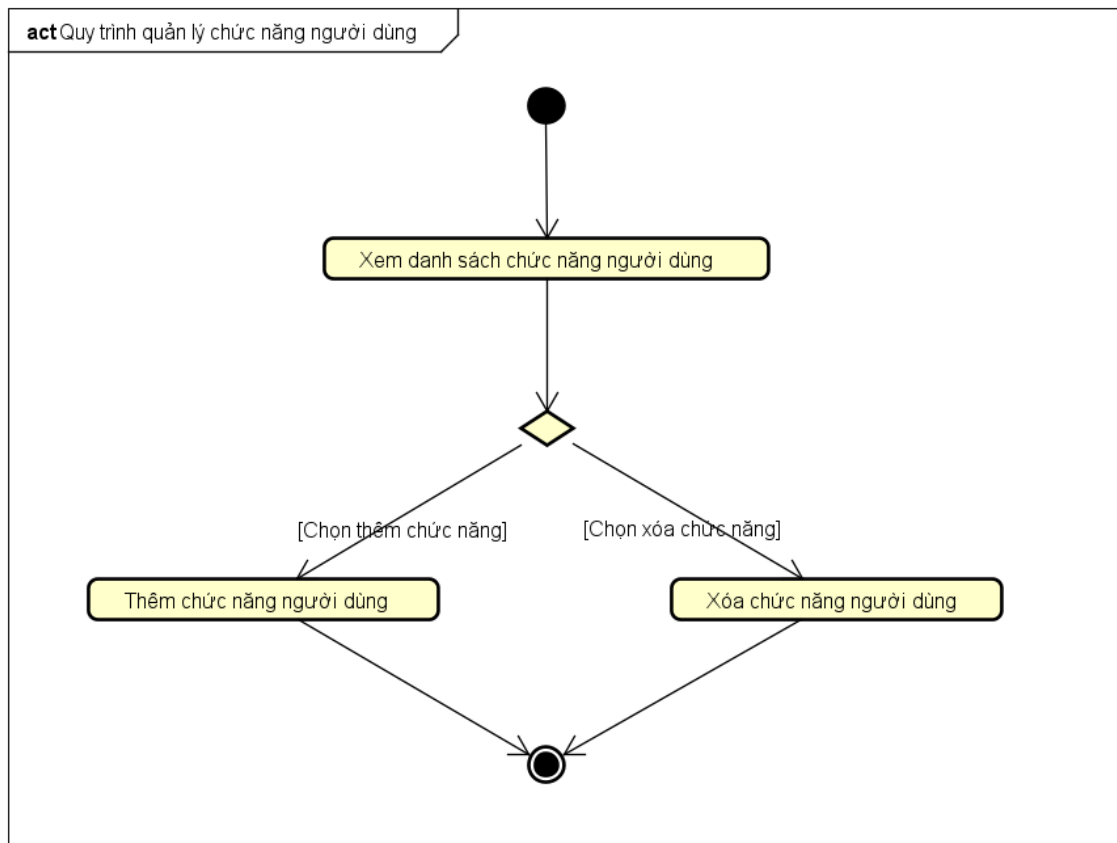 act Quy trình quản lý chức năng người dùng
Xem danh sách chức năng người dùng
[Chọn thêm chức năng]
[Chọn xóa chức năng]
Thêm chức năng người dùng
Xóa chức năng người dùng